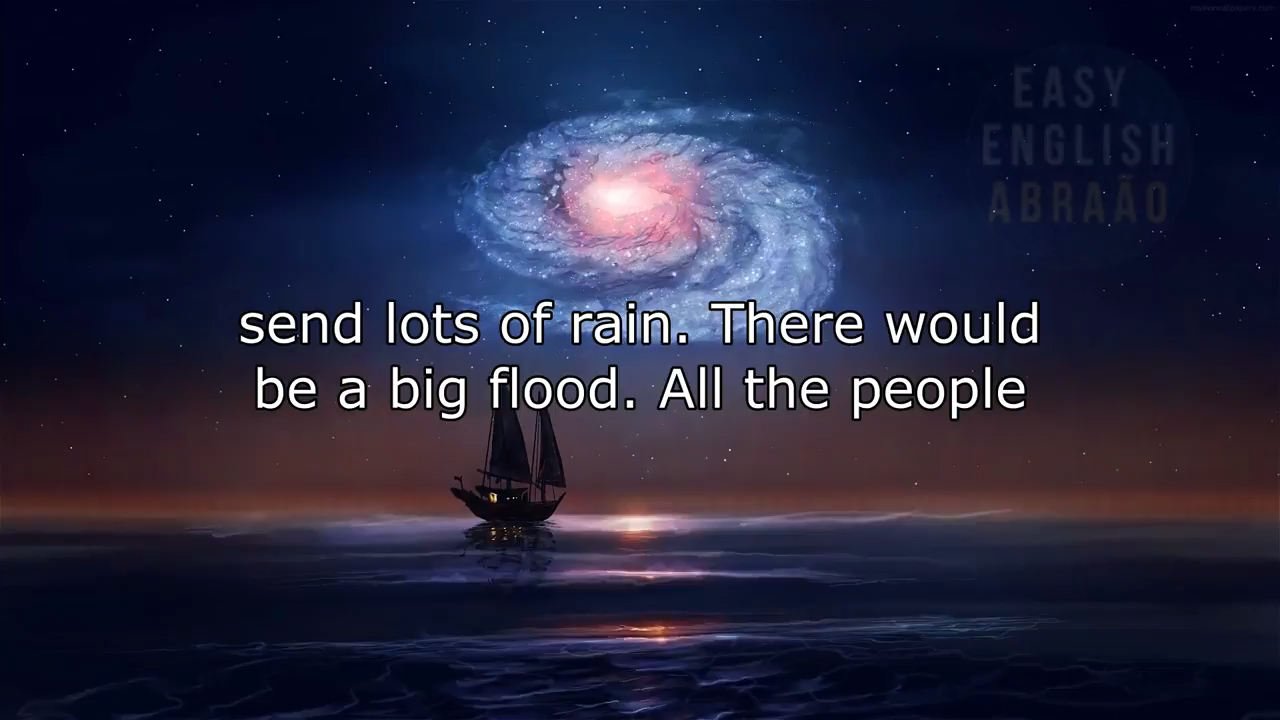 EASY
ENGLISH
ABRAÃO
send lots of rain. There would
be a big flood. All the people